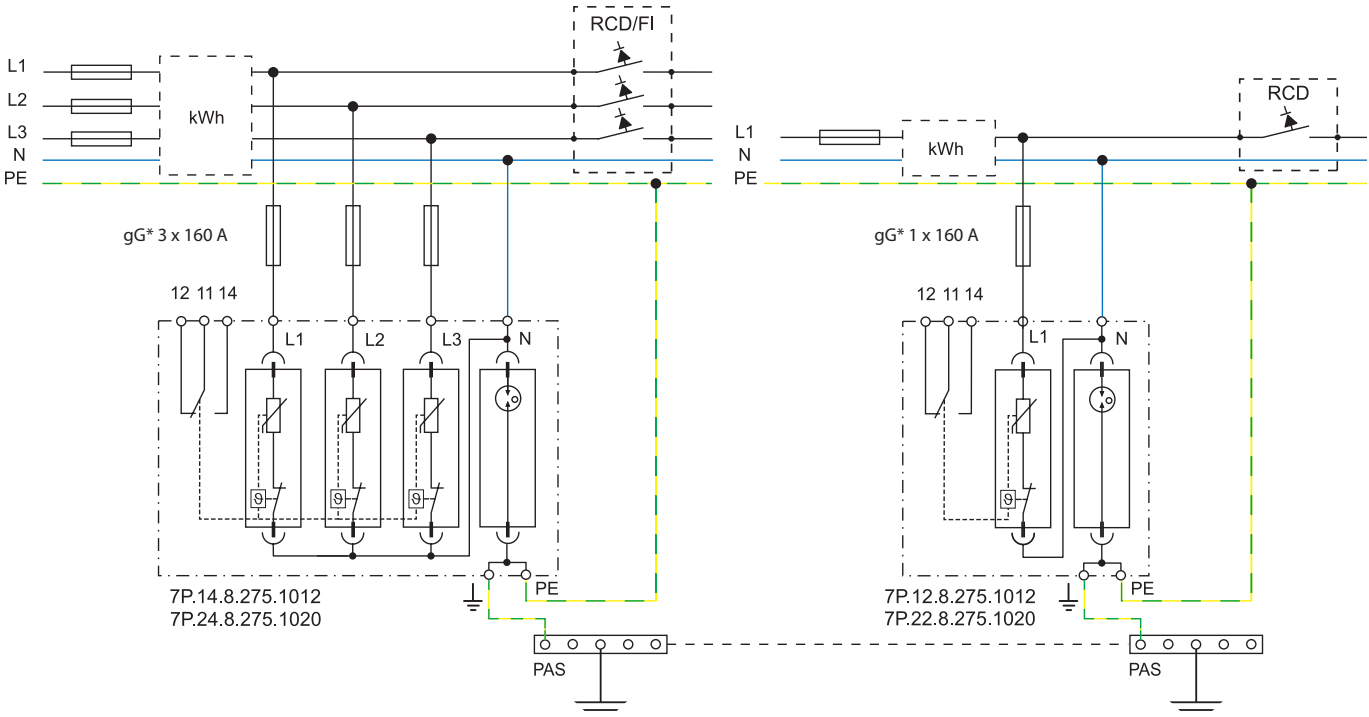 RCD/FI
L1
L2
kWh
L3
N
PE
gG* 3 x 160 A
12 11 14
L1
L2
L3
N
ϑ
ϑ
ϑ
PE
7P.14.8.275.1012
7P.24.8.275.1020
PAS
RCD
L1
kWh
N
PE
gG* 1 x 160 A
12 11 14
L1
N
ϑ
PE
7P.12.8.275.1012
7P.22.8.275.1020
PAS